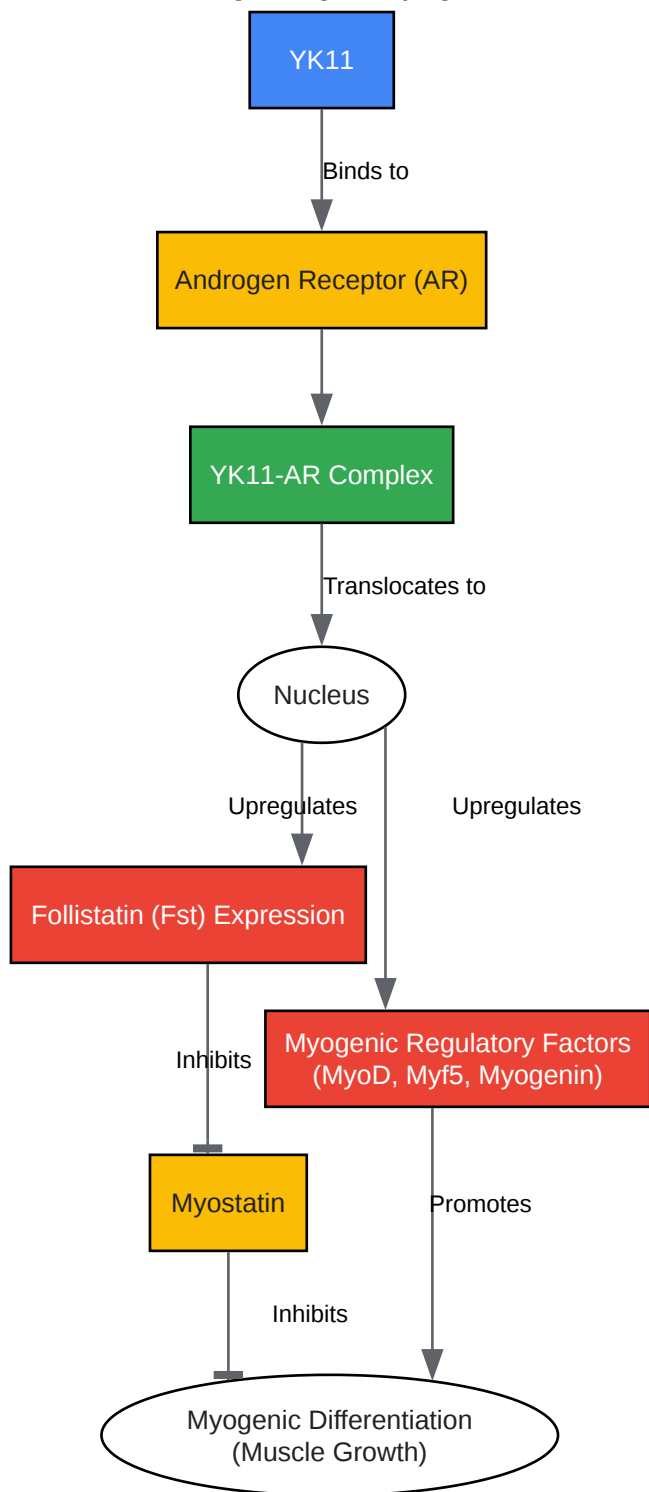 YK11
Binds to
Androgen Receptor (AR)
YK11-AR Complex
Translocates to
Nucleus
Upregulates
Upregulates
Follistatin (Fst) Expression
Myogenic Regulatory Factors
(MyoD, Myf5, Myogenin)
Inhibits
Myostatin
Promotes
Inhibits
Myogenic Differentiation
(Muscle Growth)